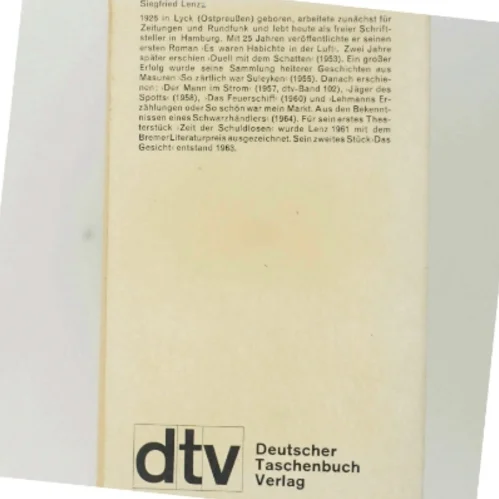 Siegfried Lenz,
1926 in Lyck (Ostpreußen) geboren, arbeitete zunächst für
Zeitungen und Rundfunk und lebt heute als freier Schrift-
steller in Hamburg. Mit 25 Jahren veröffentlichte er seinen
ersten Roman ›Es waren Habichte in der Luft‹. Zwei Jahre
später erschien ›Duell mit dem Schatten‹ (1953). Ein großer
Erfolg wurde seine Sammlung heiterer Geschichten aus
Masuren ›So zärtlich war Suleyken‹ (1955). Danach erschie-
nen: ›Der Mann im Strom‹ (1957, dtv-Band 102), ›Jäger des
Spotts‹ (1958), ›Das Feuerschiff‹ (1960) und ›Lehmanns Er-
zählungen oder So schön war mein Markt. Aus den Bekennt-
nissen eines Schwarzhändlers‹ (1964). Für sein erstes Thea-
terstück ›Zeit der Schuldlosen‹ wurde Lenz 1961 mit dem
Bremer Literaturpreis ausgezeichnet. Sein zweites Stück ›Das
Gesicht‹ entstand 1963.
dtv
Deutscher
Taschenbuch
Verlag